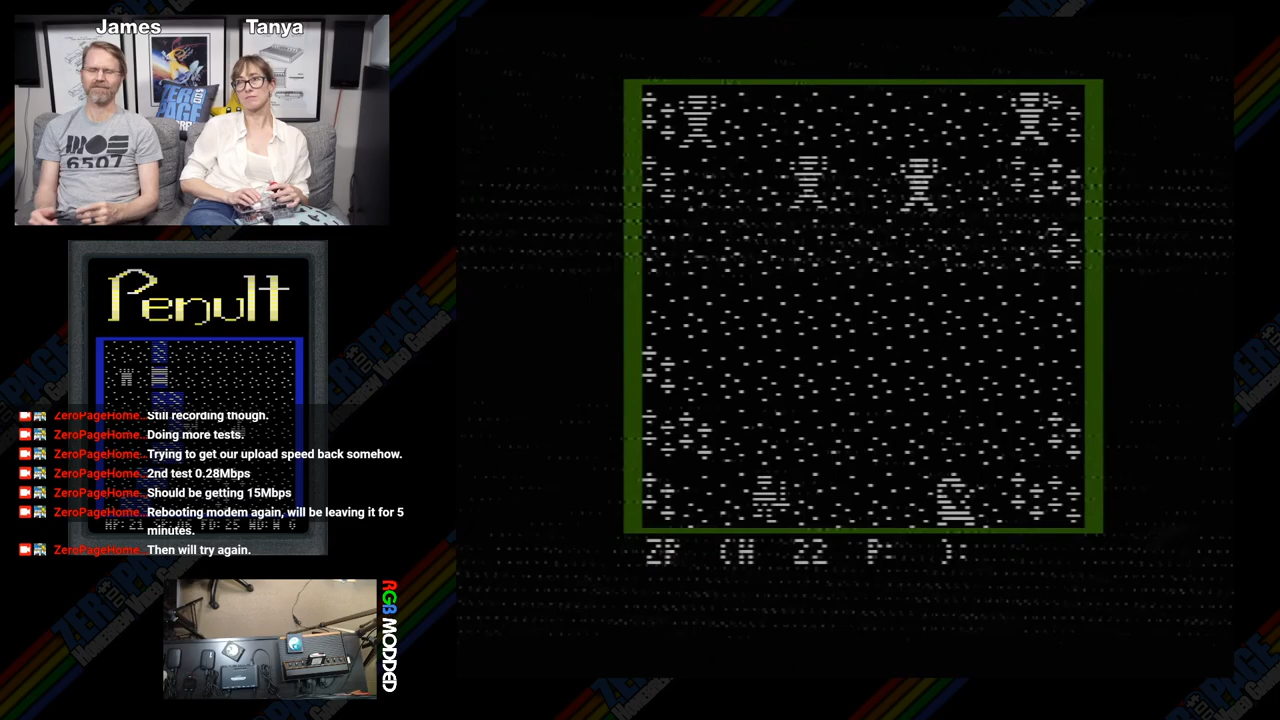 James Tanya
6507
Penult
ZeroPageHome Still recording though.
ZeroPageHome Doing more tests.
ZeroPageHome Trying to get our upload speed back somehow.
ZeroPageHome 2nd test 0.28Mbps
ZeroPageHome Should be getting 15Mbps
ZeroPageHome Rebooting modem again, will be leaving it for 5
minutes.
ZeroPageHome Then will try again.
RGB MODDED